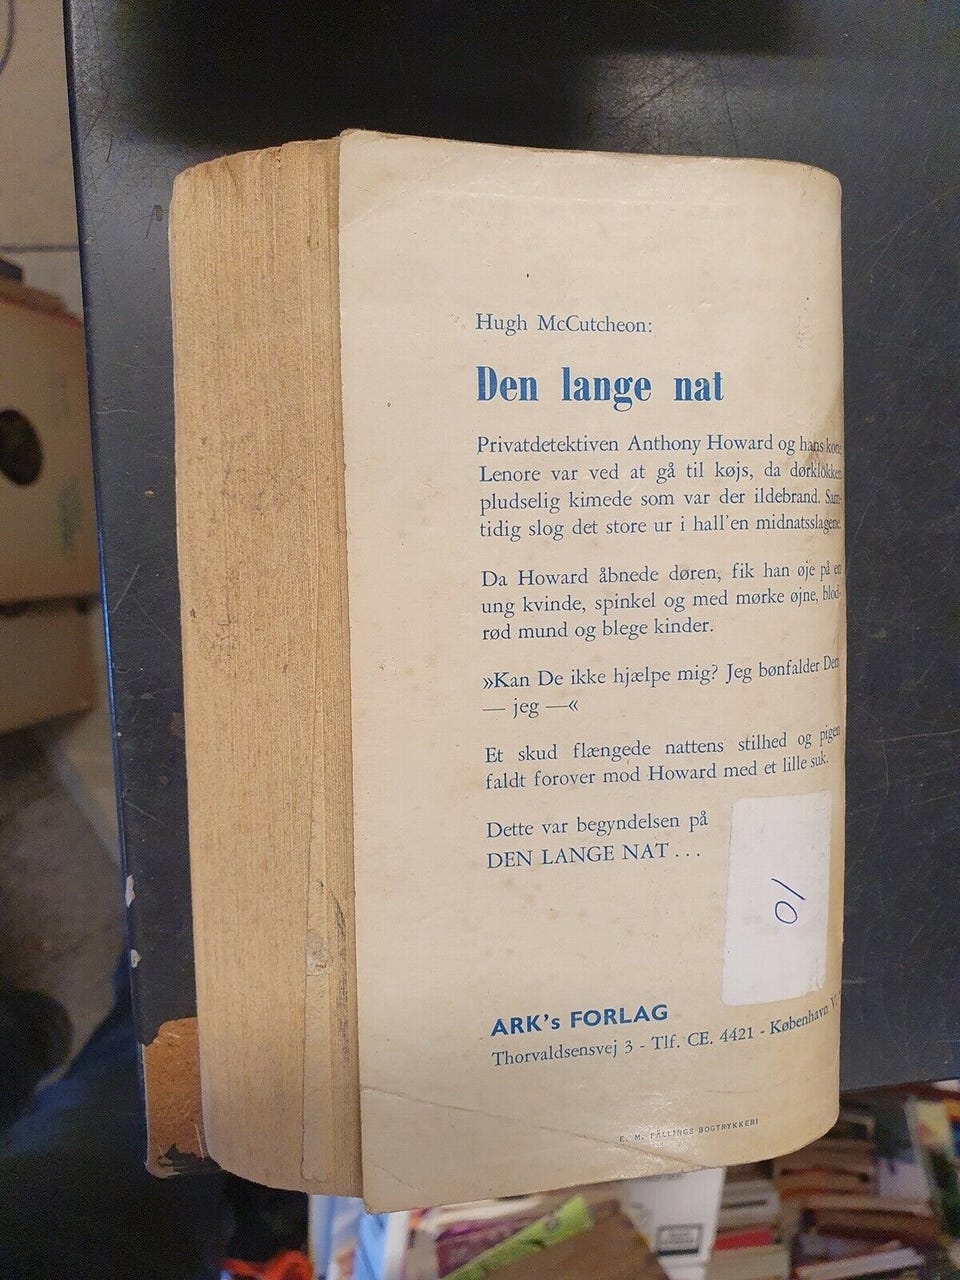 Hugh McCutcheon:
Den lange nat
Privatdetektiven Anthony Howard og hans
Lenore var ved at gå til køjs, da dørklokken
pludselig kimede som var der ildebrand. Sam-
tidig slog det store ur i hall'en midnatsslagene.
Da Howard åbnede døren, fik han øje på en
ung kvinde, spinkel og med mørke øjne, blod-
rød mund og blege kinder.
»Kan De ikke hjælpe mig? Jeg bønfalder Dem
— jeg —«
Et skud flængede nattens stilhed og pigen
faldt forover mod Howard med et lille suk.
Dette var begyndelsen på
DEN LANGE NAT . . .
10
ARK's FORLAG
Thorvaldsensvej 3 - Tlf. CE. 4421 - København V.
E. M. FÄLLINGS BOGTRYKKERI